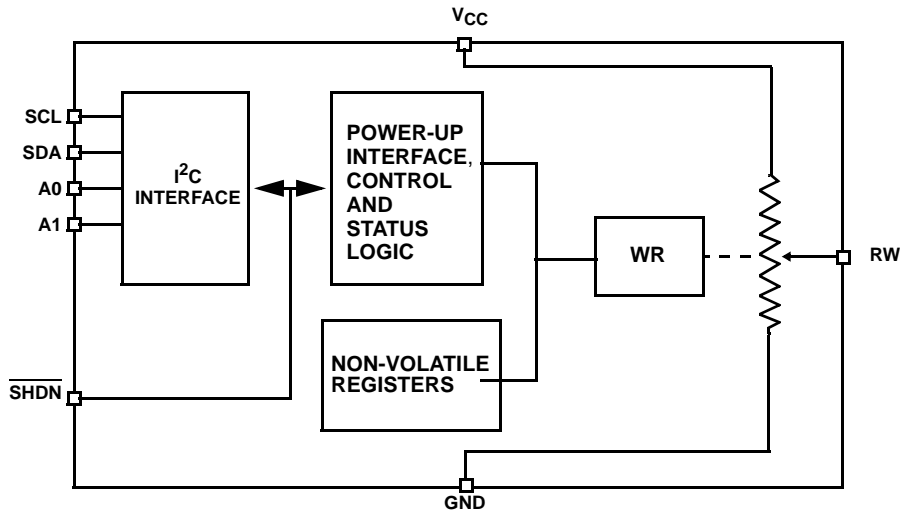 VCC
SCL
SDA
A0
A1
I²C
INTERFACE
POWER-UP
INTERFACE,
CONTROL
AND
STATUS
LOGIC
WR
RW
NON-VOLATILE
REGISTERS
SHDN
GND